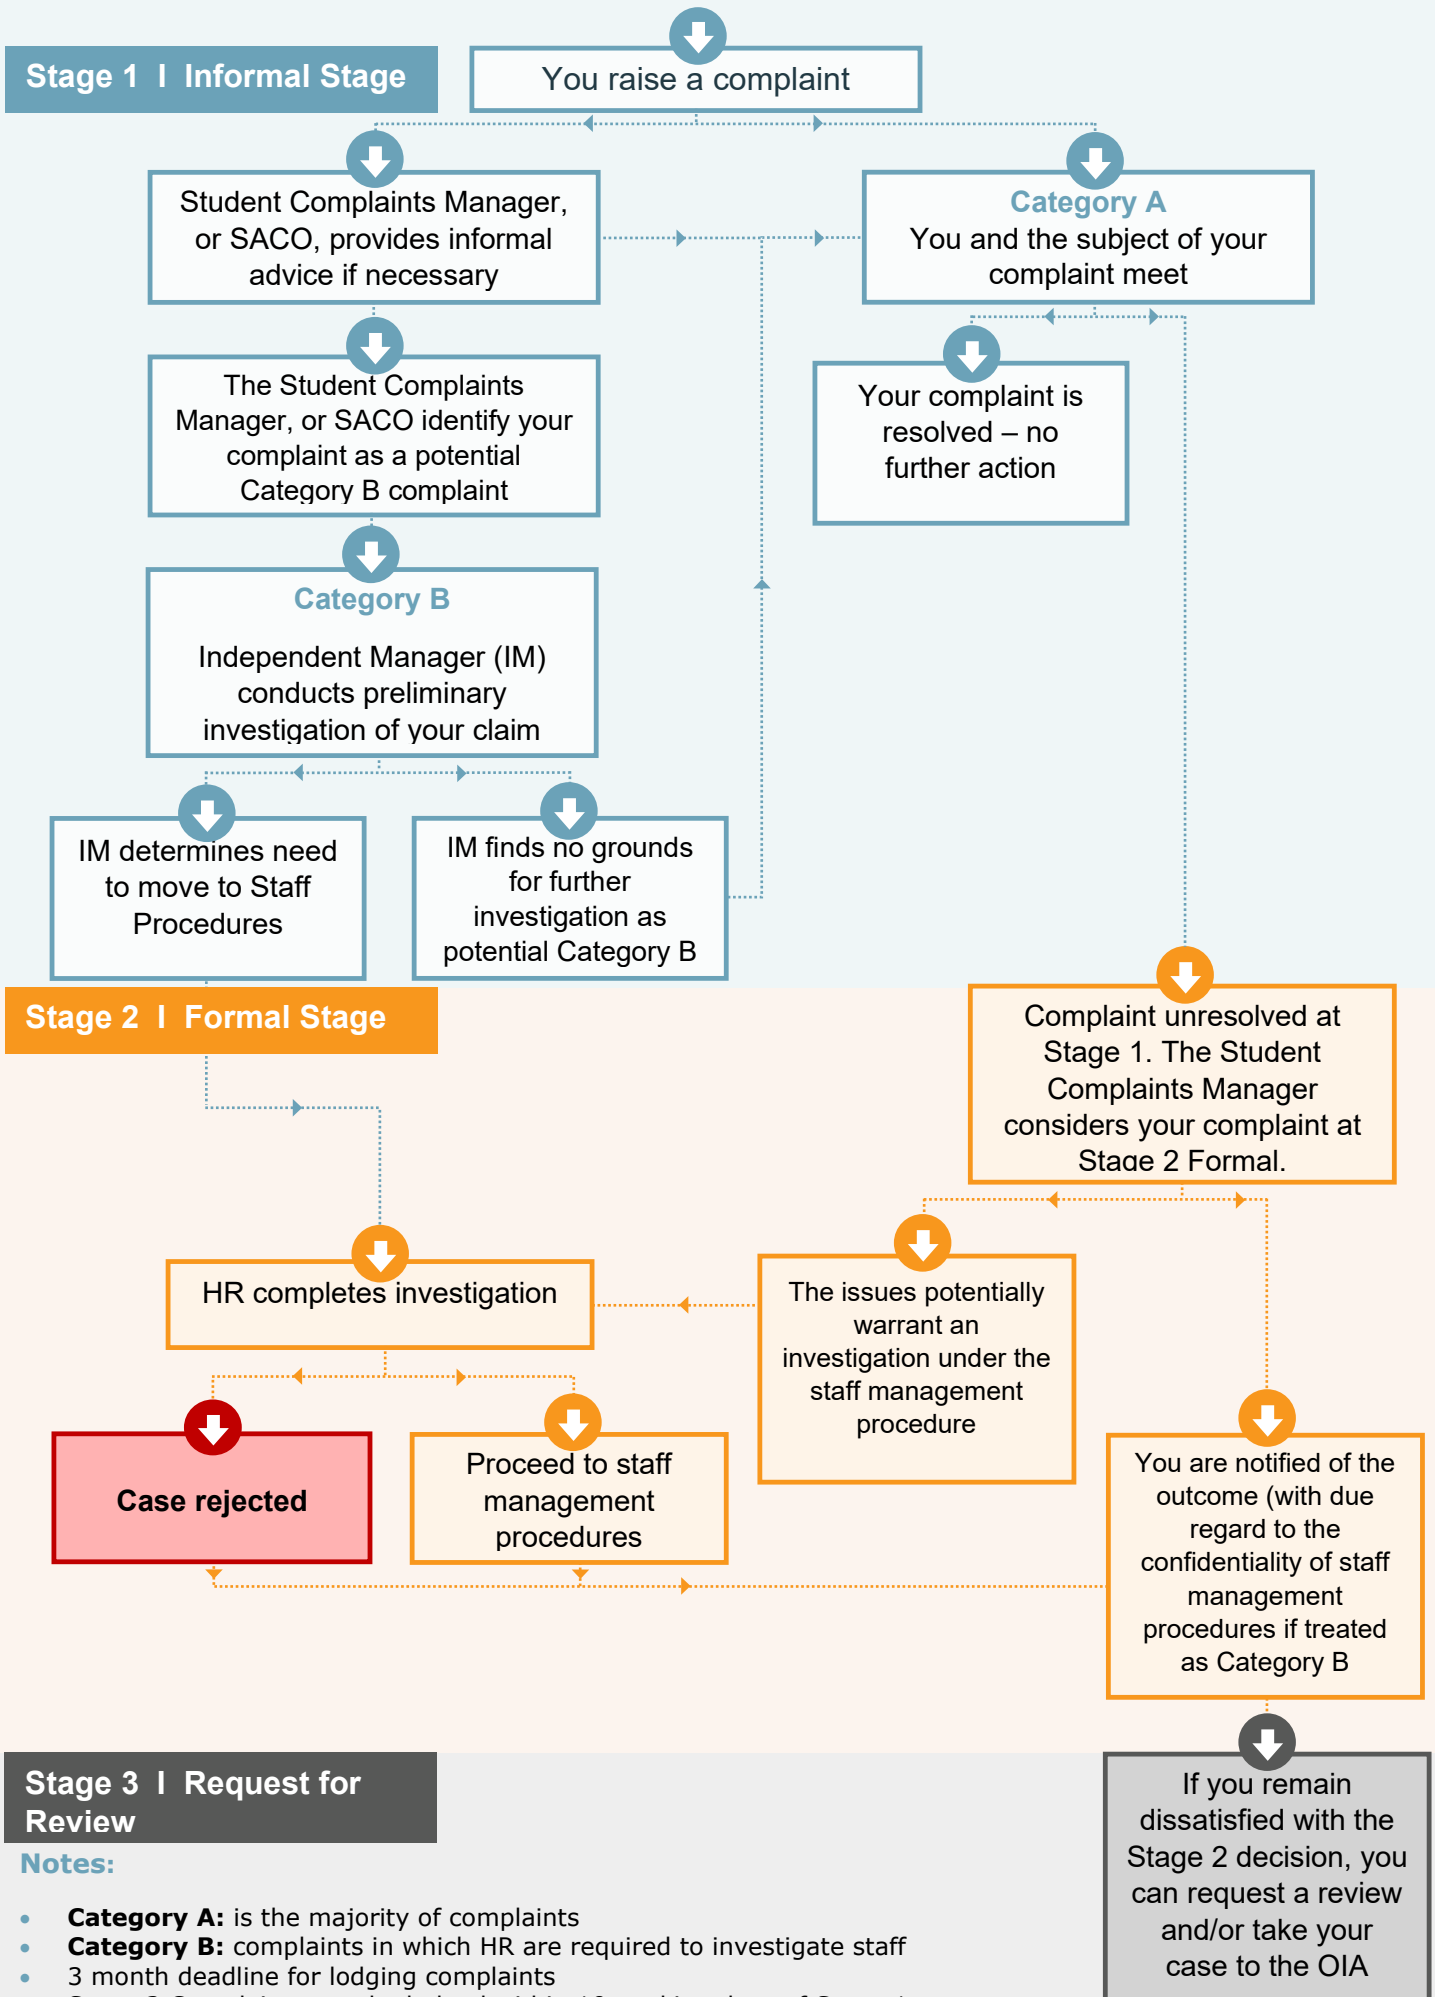 Stage 1 I Informal Stage
You raise a complaint
Student Complaints Manager,
or SACO, provides informal
advice if necessary
Category A
You and the subject of your
complaint meet
The Student Complaints
Manager, or SACO identify your
complaint as a potential
Category B complaint
Your complaint is
resolved – no
further action
Category B
Independent Manager (IM)
conducts preliminary
investigation of your claim
IM determines need
to move to Staff
Procedures
IM finds no grounds
for further
investigation as
potential Category B
Stage 2 I Formal Stage
Complaint unresolved at
Stage 1. The Student
Complaints Manager
considers your complaint at
Stage 2 Formal.
HR completes investigation
The issues potentially
warrant an
investigation under the
staff management
procedure
Case rejected
Proceed to staff
management
procedures
You are notified of the
outcome (with due
regard to the
confidentiality of staff
management
procedures if treated
as Category B
Stage 3 I Request for
Review
If you remain
dissatisfied with the
Stage 2 decision, you
can request a review
and/or take your
case to the OIA
Notes:
• Category A: is the majority of complaints
• Category B: complaints in which HR are required to investigate staff
• 3 month deadline for lodging complaints